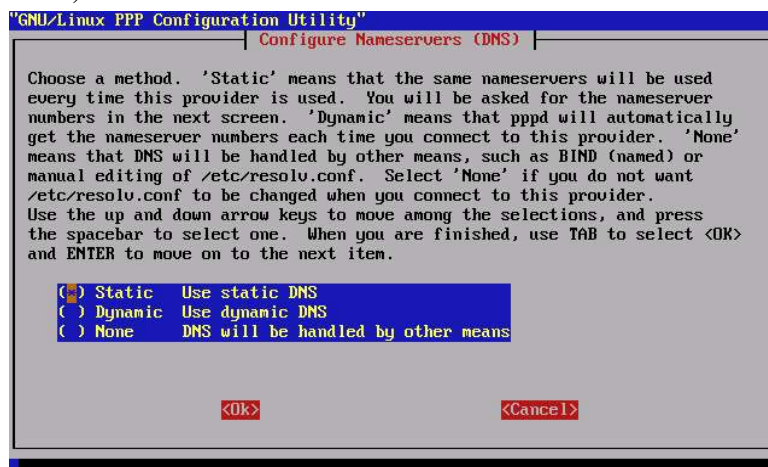 "GNU/Linux PPP Configuration Utility"
Configure Nameservers (DNS)
Choose a method.  'Static' means that the same nameservers will be used
every time this provider is used.  You will be asked for the nameserver
numbers in the next screen.  'Dynamic' means that pppd will automatically
get the nameserver numbers each time you connect to this provider.  'None'
means that DNS will be handled by other means, such as BIND (named) or
manual editing of /etc/resolv.conf.  Select 'None' if you do not want
/etc/resolv.conf to be changed when you connect to this provider.
Use the up and down arrow keys to move among the selections, and press
the spacebar to select one.  When you are finished, use TAB to select <OK>
and ENTER to move on to the next item.
(*) Static   Use static DNS
( ) Dynamic  Use dynamic DNS
( ) None     DNS will be handled by other means
<Ok> <Cancel>